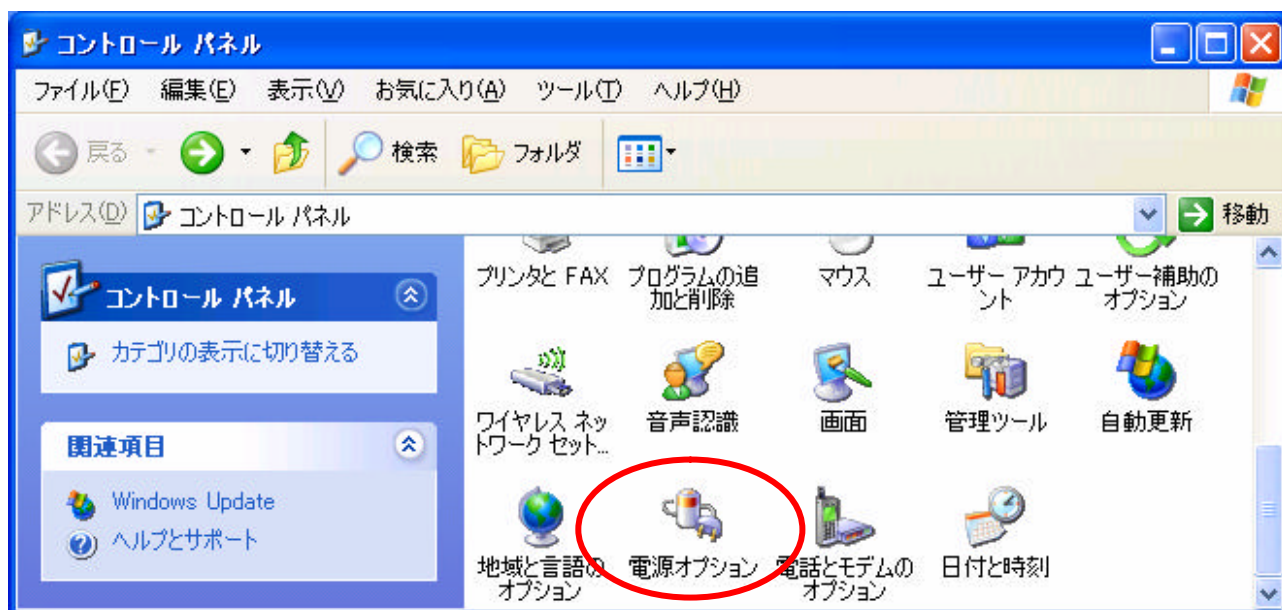 コントロール パネル
ファイル(F) 編集(E) 表示(V) お気に入り(A) ツール(T) ヘルプ(H)
戻る 検索 フォルダ
アドレス(D) コントロール パネル 移動
コントロール パネル
カテゴリの表示に切り替える
関連項目
Windows Update
ヘルプとサポート
プリンタと FAX
プログラムの追
加と削除
マウス
ユーザー アカウ
ント
ユーザー補助の
オプション
ワイヤレス ネッ
トワーク セット...
音声認識
画面
管理ツール
自動更新
地域と言語の
オプション
電源オプション
電話とモデムの
オプション
日付と時刻